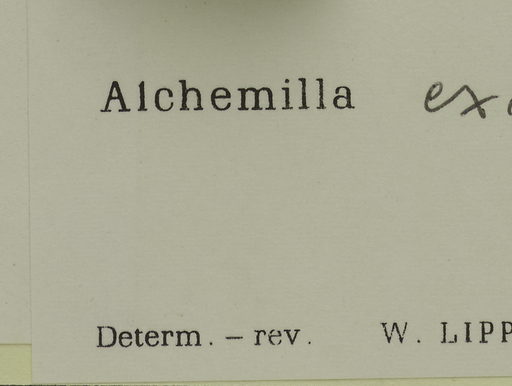 Alchemilla ex
Determ. – rev. W. LIPP